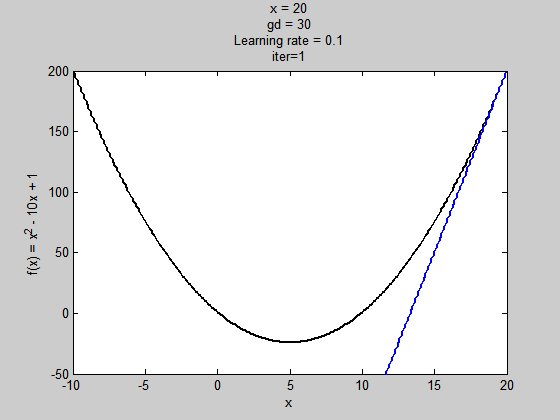 x = 20
gd = 30
Learning rate = 0.1
iter=1
200
150
100
50
0
-50
f(x) = x² - 10x + 1
-10 -5 0 5 10 15 20
x